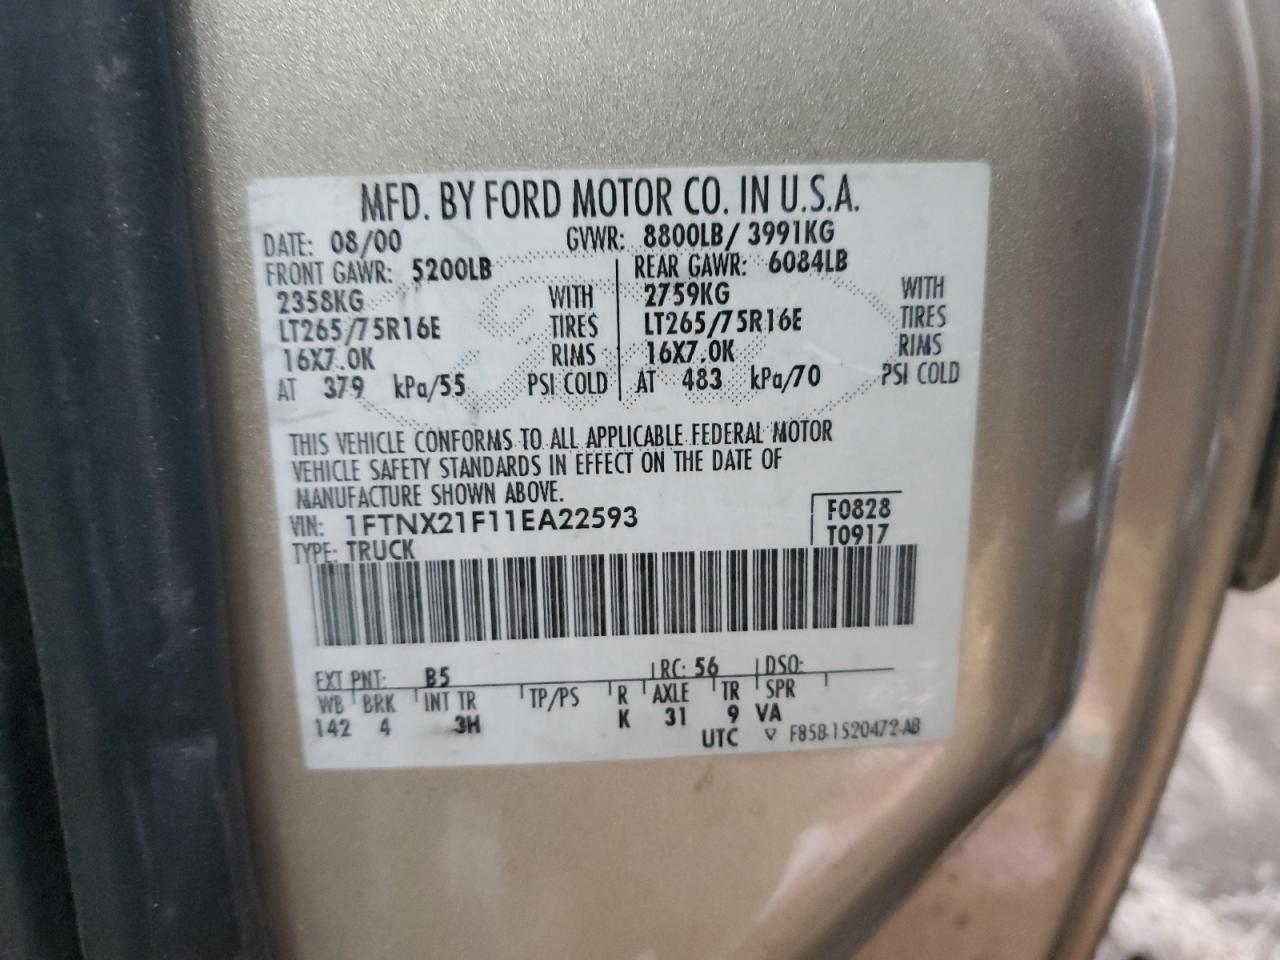 MFD. BY FORD MOTOR CO. IN U.S.A.
DATE: 08/00 GVWR: 8800LB/ 3991KG
FRONT GAWR: 5200LB REAR GAWR: 6084LB
2358KG WITH 2759KG WITH
LT265/75R16E TIRES LT265/75R16E TIRES
16X7.0K RIMS 16X7.0K RIMS
AT 379 kPa/55 PSI COLD AT 483 kPa/70 PSI COLD
THIS VEHICLE CONFORMS TO ALL APPLICABLE FEDERAL MOTOR
VEHICLE SAFETY STANDARDS IN EFFECT ON THE DATE OF
MANUFACTURE SHOWN ABOVE.
VIN: 1FTNX21F11EA22593 F0828
TYPE: TRUCK T0917
EXT PNT: B5 RC: 56 DSO:
WB BRK INT TR TP/PS R AXLE TR SPR
142 4 3H K 31 9 VA
UTC ▽ F85B-1520472-AB